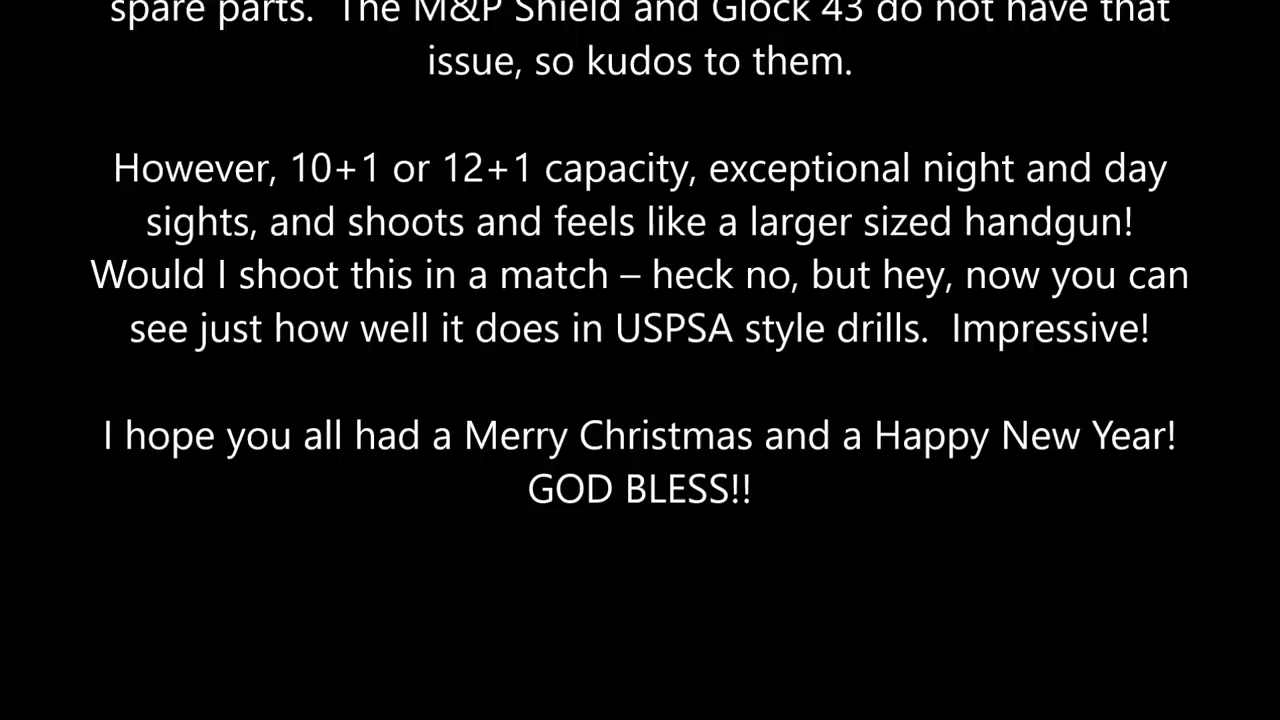 spare parts.  The M&P Shield and Glock 43 do not have that
issue, so kudos to them.
However, 10+1 or 12+1 capacity, exceptional night and day
sights, and shoots and feels like a larger sized handgun!
Would I shoot this in a match – heck no, but hey, now you can
see just how well it does in USPSA style drills.  Impressive!
I hope you all had a Merry Christmas and a Happy New Year!
GOD BLESS!!